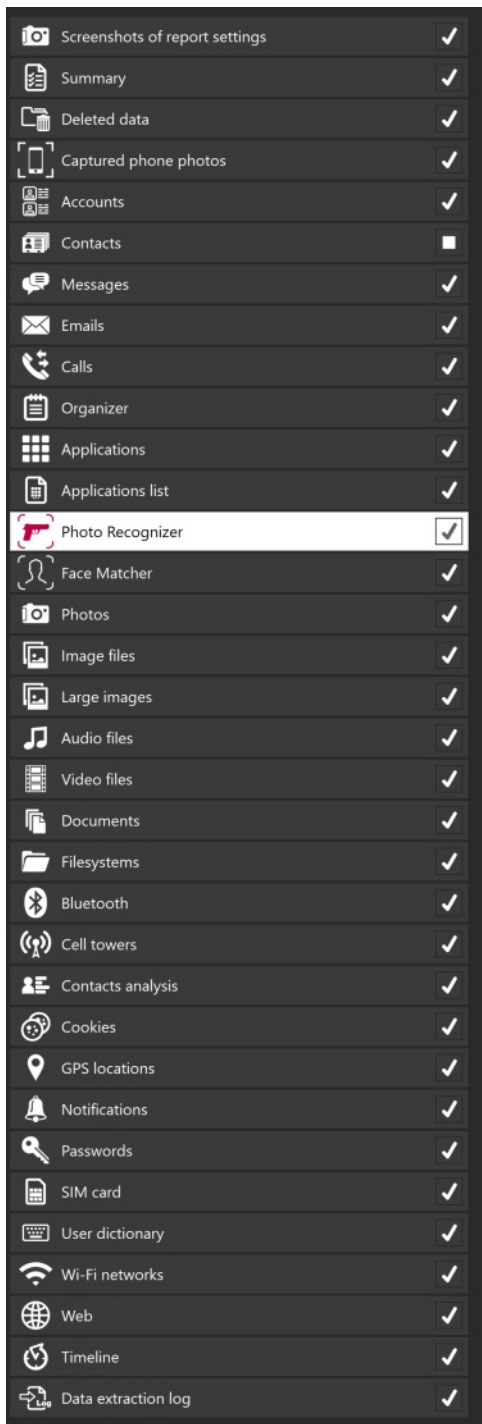 Screenshots of report settings
Summary
Deleted data
Captured phone photos
Accounts
Contacts
Messages
Emails
Calls
Organizer
Applications
Applications list
Photo Recognizer
Face Matcher
Photos
Image files
Large images
Audio files
Video files
Documents
Filesystems
Bluetooth
Cell towers
Contacts analysis
Cookies
GPS locations
Notifications
Passwords
SIM card
User dictionary
Wi-Fi networks
Web
Timeline
LOG Data extraction log